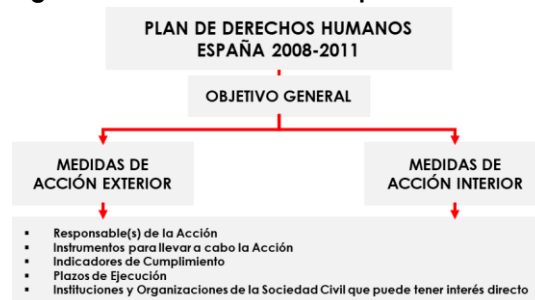 PLAN DE DERECHOS HUMANOS
ESPAÑA 2008-2011
OBJETIVO GENERAL
MEDIDAS DE
ACCIÓN EXTERIOR
MEDIDAS DE
ACCIÓN INTERIOR
▪ Responsable(s) de la Acción
▪ Instrumentos para llevar a cabo la Acción
▪ Indicadores de Cumplimiento
▪ Plazos de Ejecución
▪ Instituciones y Organizaciones de la Sociedad Civil que puede tener interés directo